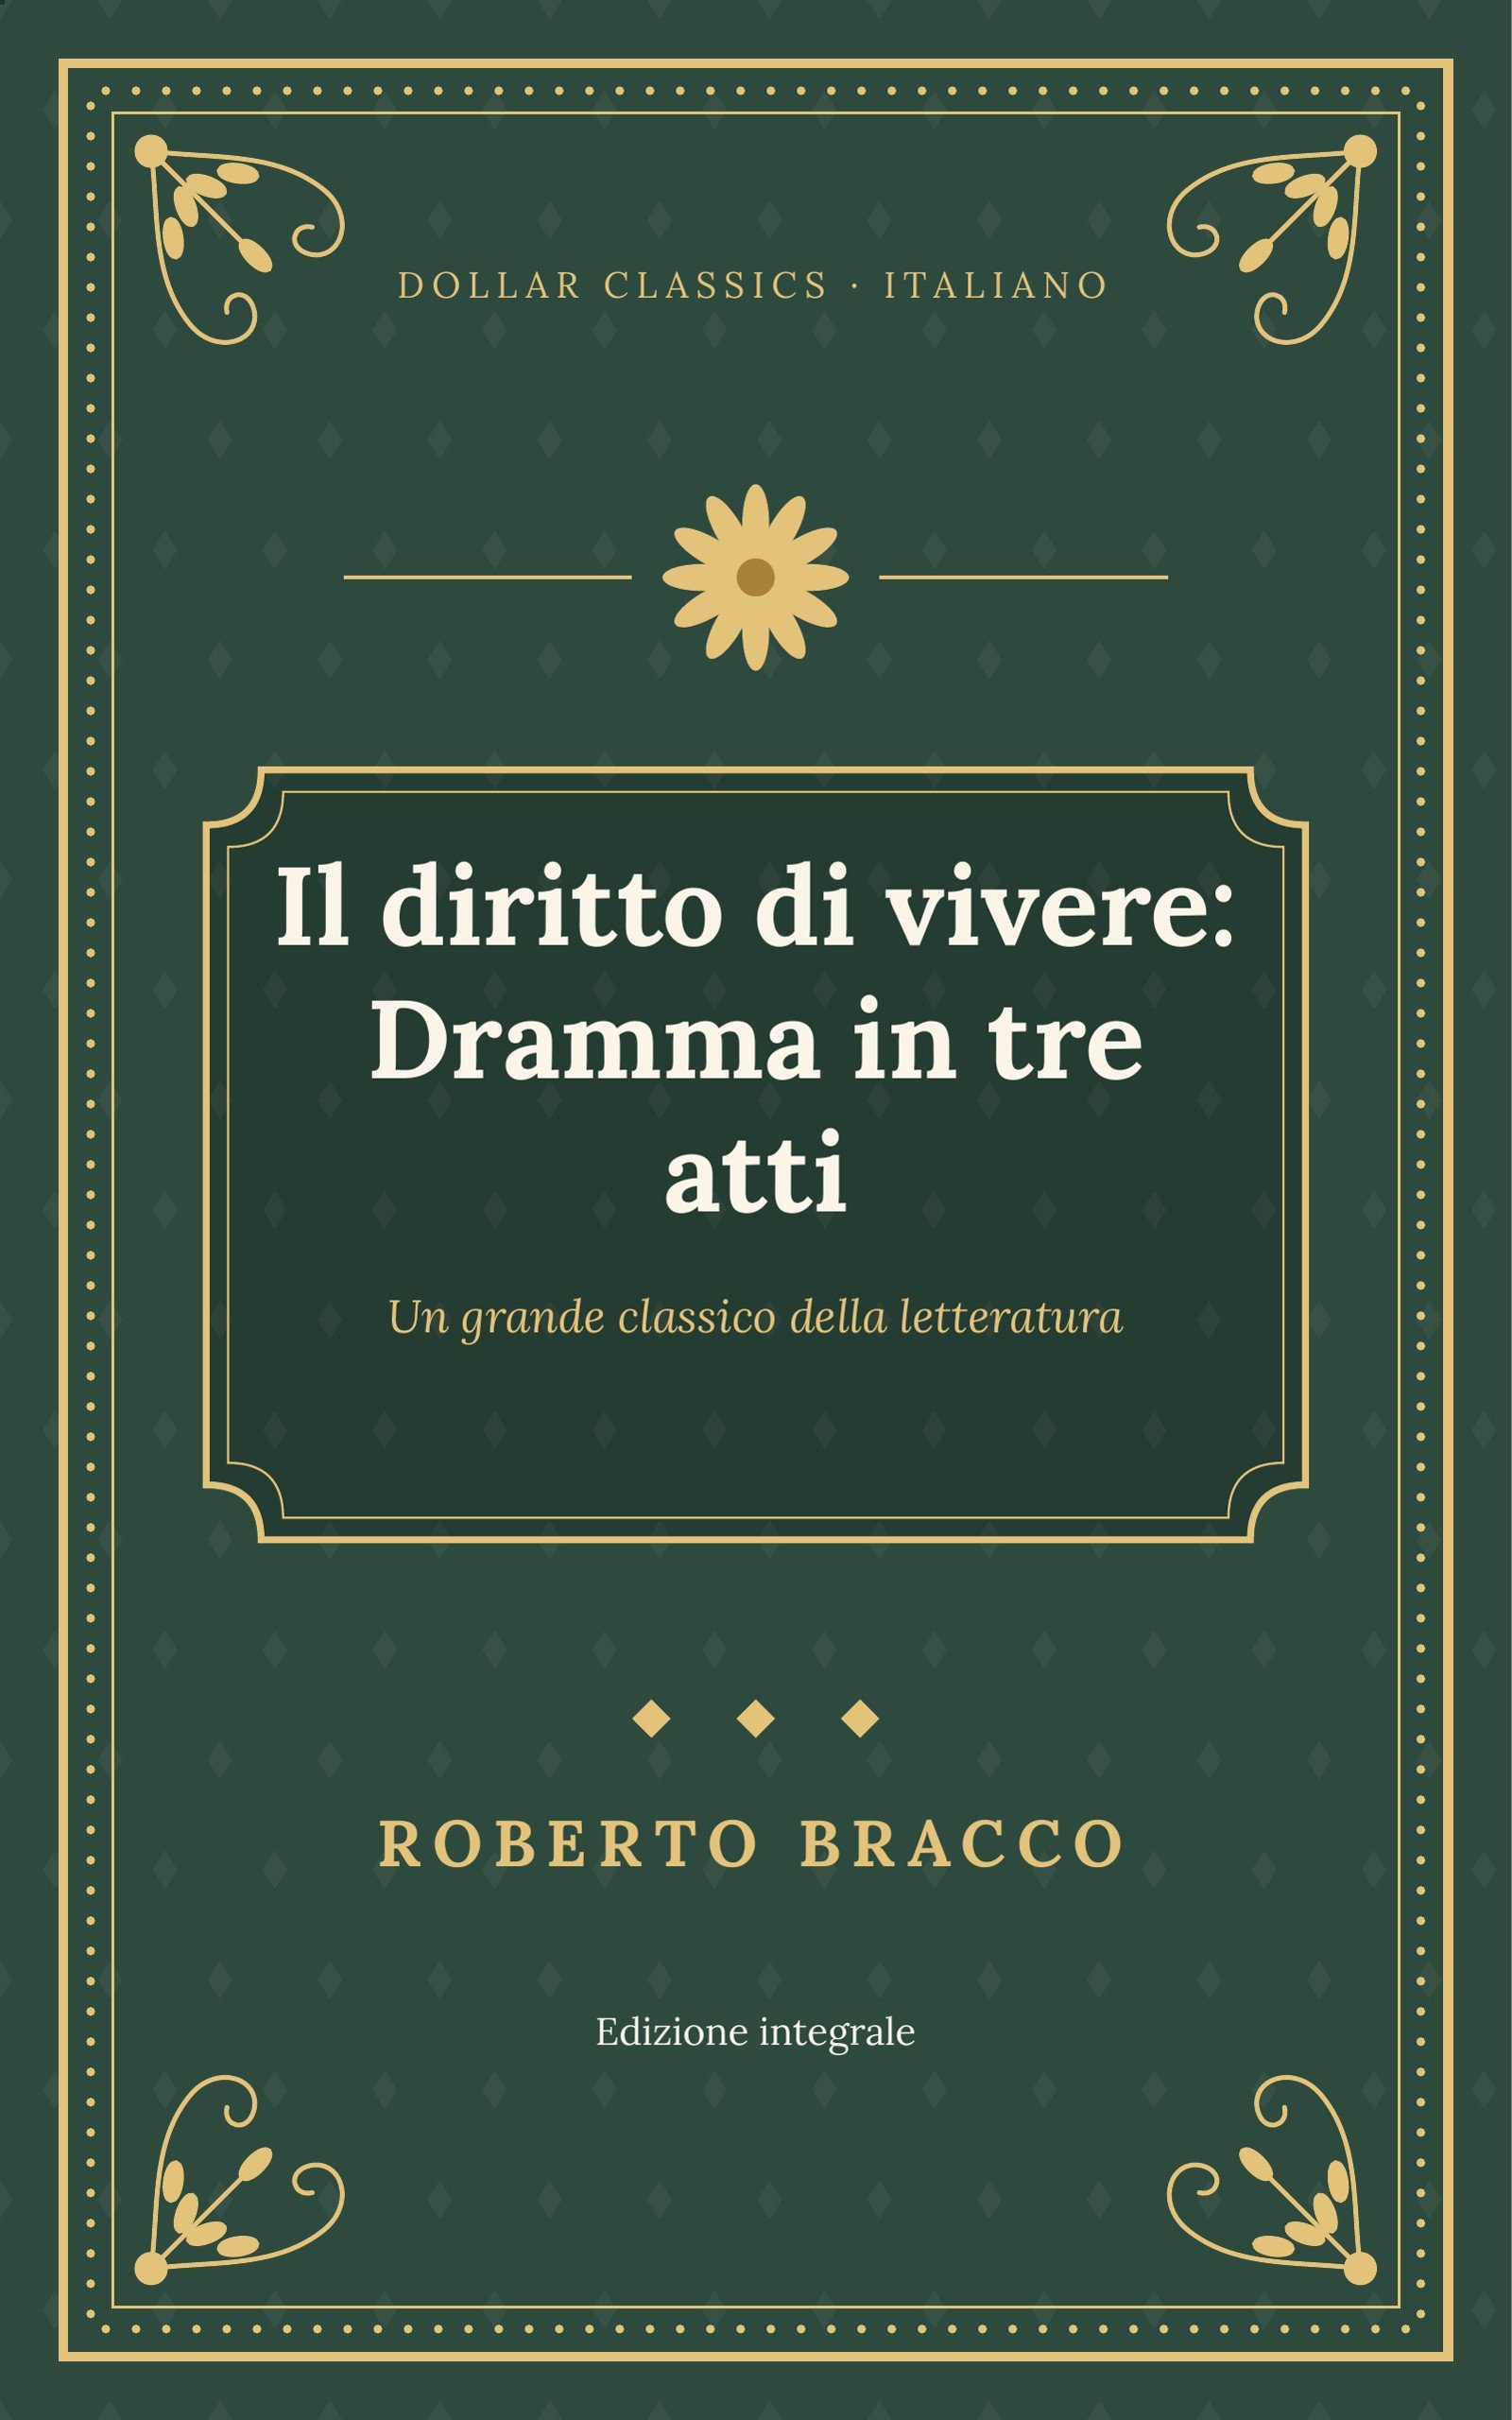 DOLLAR CLASSICS · ITALIANO
Il diritto di vivere:
Dramma in tre
atti
Un grande classico della letteratura
ROBERTO BRACCO
Edizione integrale